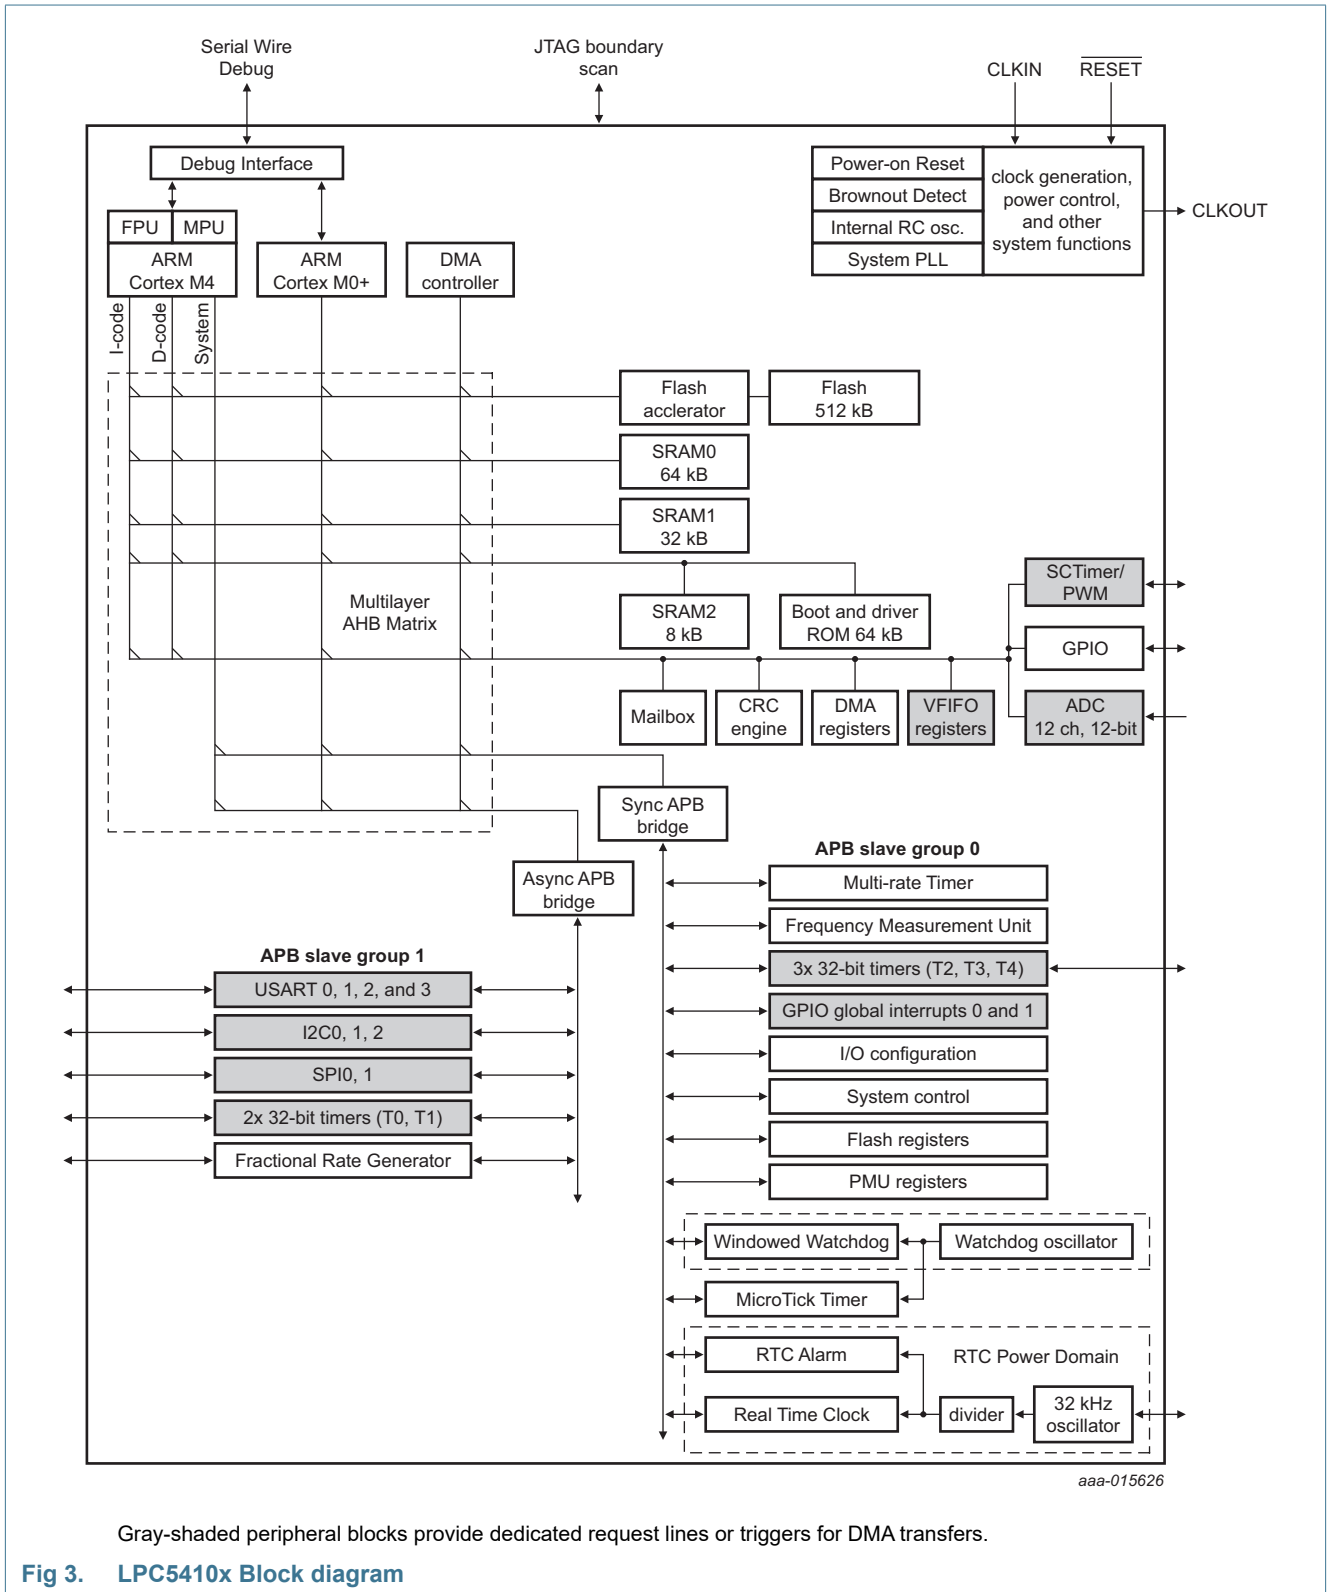 Serial Wire
Debug
JTAG boundary
scan
CLKIN
RESET
Debug Interface
FPU
MPU
ARM
Cortex M4
ARM
Cortex M0+
DMA
controller
Power-on Reset
Brownout Detect
Internal RC osc.
System PLL
clock generation,
power control,
and other
system functions
CLKOUT
I-code
D-code
System
Flash
acclerator
Flash
512 kB
SRAM0
64 kB
SRAM1
32 kB
Multilayer
AHB Matrix
SRAM2
8 kB
Boot and driver
ROM 64 kB
SCTimer/
PWM
GPIO
ADC
12 ch, 12-bit
Mailbox
CRC
engine
DMA
registers
VFIFO
registers
Sync APB
bridge
Async APB
bridge
APB slave group 0
Multi-rate Timer
Frequency Measurement Unit
3x 32-bit timers (T2, T3, T4)
GPIO global interrupts 0 and 1
I/O configuration
System control
Flash registers
PMU registers
APB slave group 1
USART 0, 1, 2, and 3
I2C0, 1, 2
SPI0, 1
2x 32-bit timers (T0, T1)
Fractional Rate Generator
Windowed Watchdog
Watchdog oscillator
MicroTick Timer
RTC Alarm
RTC Power Domain
Real Time Clock
divider
32 kHz
oscillator
aaa-015626
Gray-shaded peripheral blocks provide dedicated request lines or triggers for DMA transfers.
Fig 3. LPC5410x Block diagram